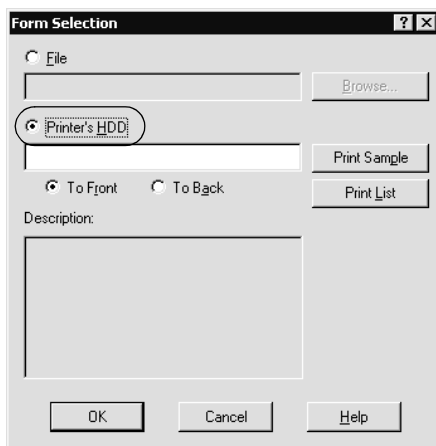 Form Selection ? X
File
Browse...
Printer's HDD
Print Sample
To Front To Back
Print List
Description:
OK Cancel Help